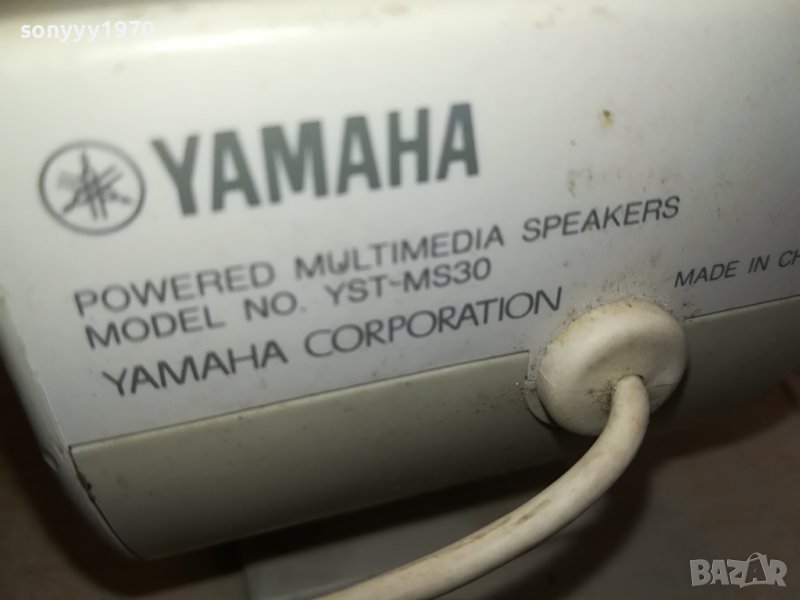 sonyyy1970
YAMAHA
POWERED MULTIMEDIA SPEAKERS
MODEL NO. YST-MS30
MADE IN CH
YAMAHA CORPORATION
BAZAR